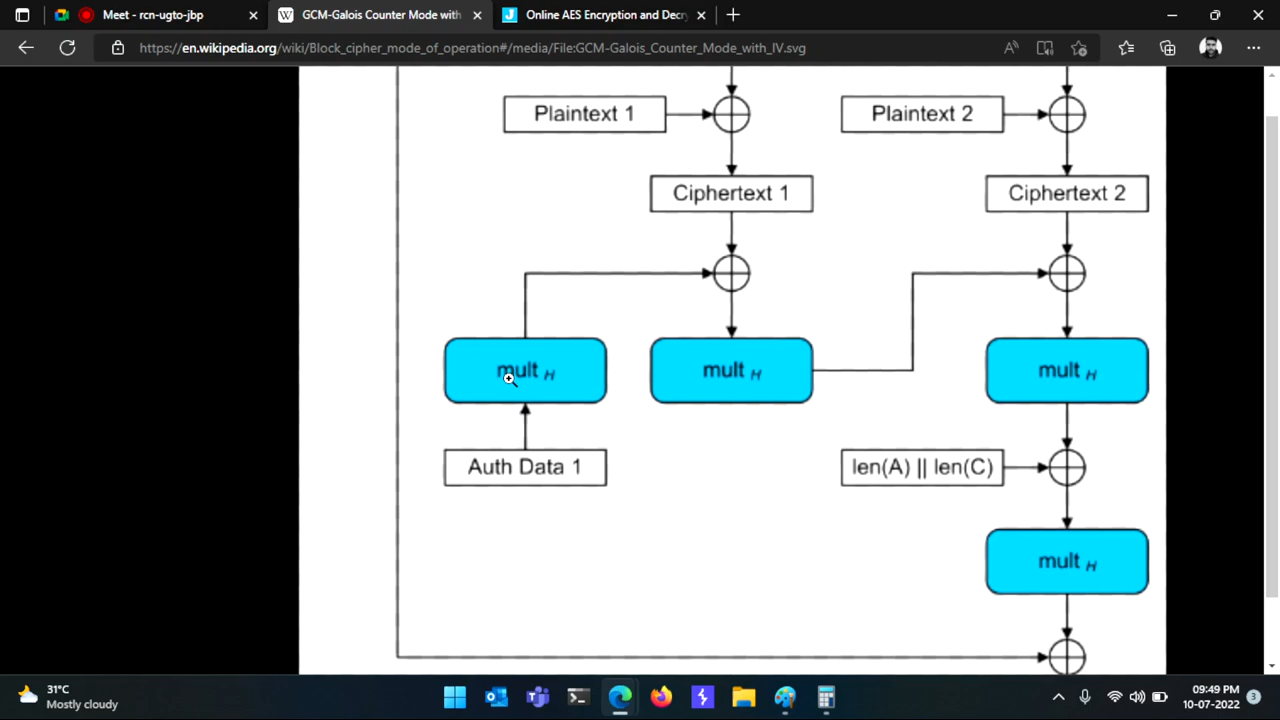 Meet - rcn-ugto-jbp
GCM-Galois Counter Mode with
Online AES Encryption and Decry
https://en.wikipedia.org/wiki/Block_cipher_mode_of_operation#/media/File:GCM-Galois_Counter_Mode_with_IV.svg
Plaintext 1
Plaintext 2
Ciphertext 1
Ciphertext 2
mult H
mult H
mult H
Auth Data 1
len(A) || len(C)
mult H
31°C
Mostly cloudy
09:49 PM
10-07-2022
3